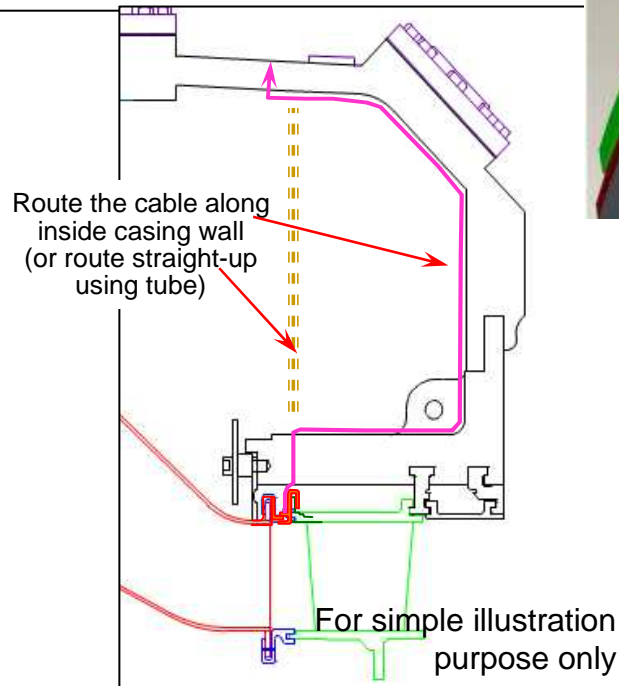 Route the cable along
inside casing wall
(or route straight-up
using tube)
For simple illustration
purpose only